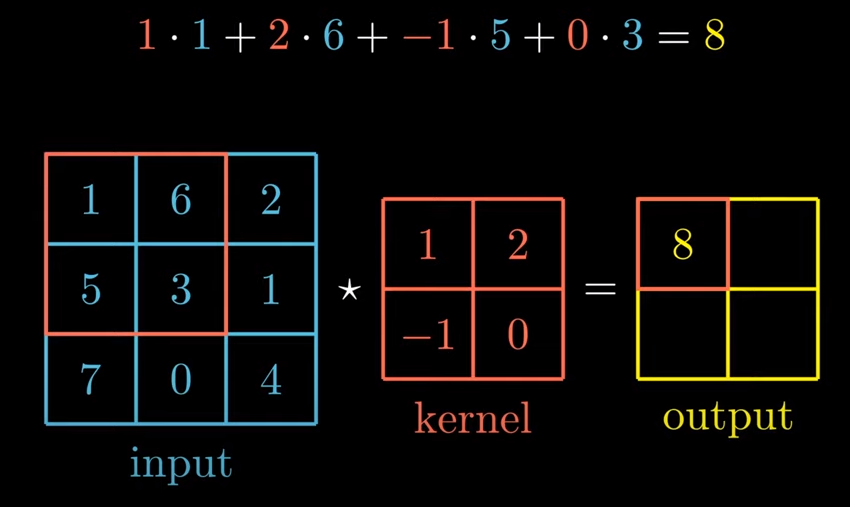 1 · 1 + 2 · 6 + −1 · 5 + 0 · 3 = 8
1 6 2
5 3 1
7 0 4
input
⋆
1 2
−1 0
kernel
=
8
output